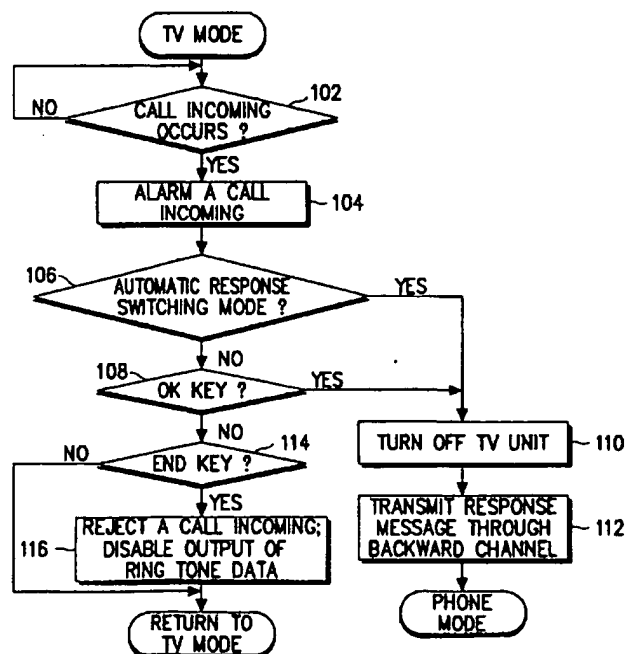 TV MODE
102
NO
CALL INCOMING
OCCURS ?
YES
ALARM A CALL
INCOMING
104
106
AUTOMATIC RESPONSE
SWITCHING MODE ?
YES
NO
108
OK KEY ?
YES
NO
114
NO
END KEY ?
YES
TURN OFF TV UNIT
110
116
REJECT A CALL INCOMING;
DISABLE OUTPUT OF
RING TONE DATA
TRANSMIT RESPONSE
MESSAGE THROUGH
BACKWARD CHANNEL
112
RETURN TO
TV MODE
PHONE
MODE